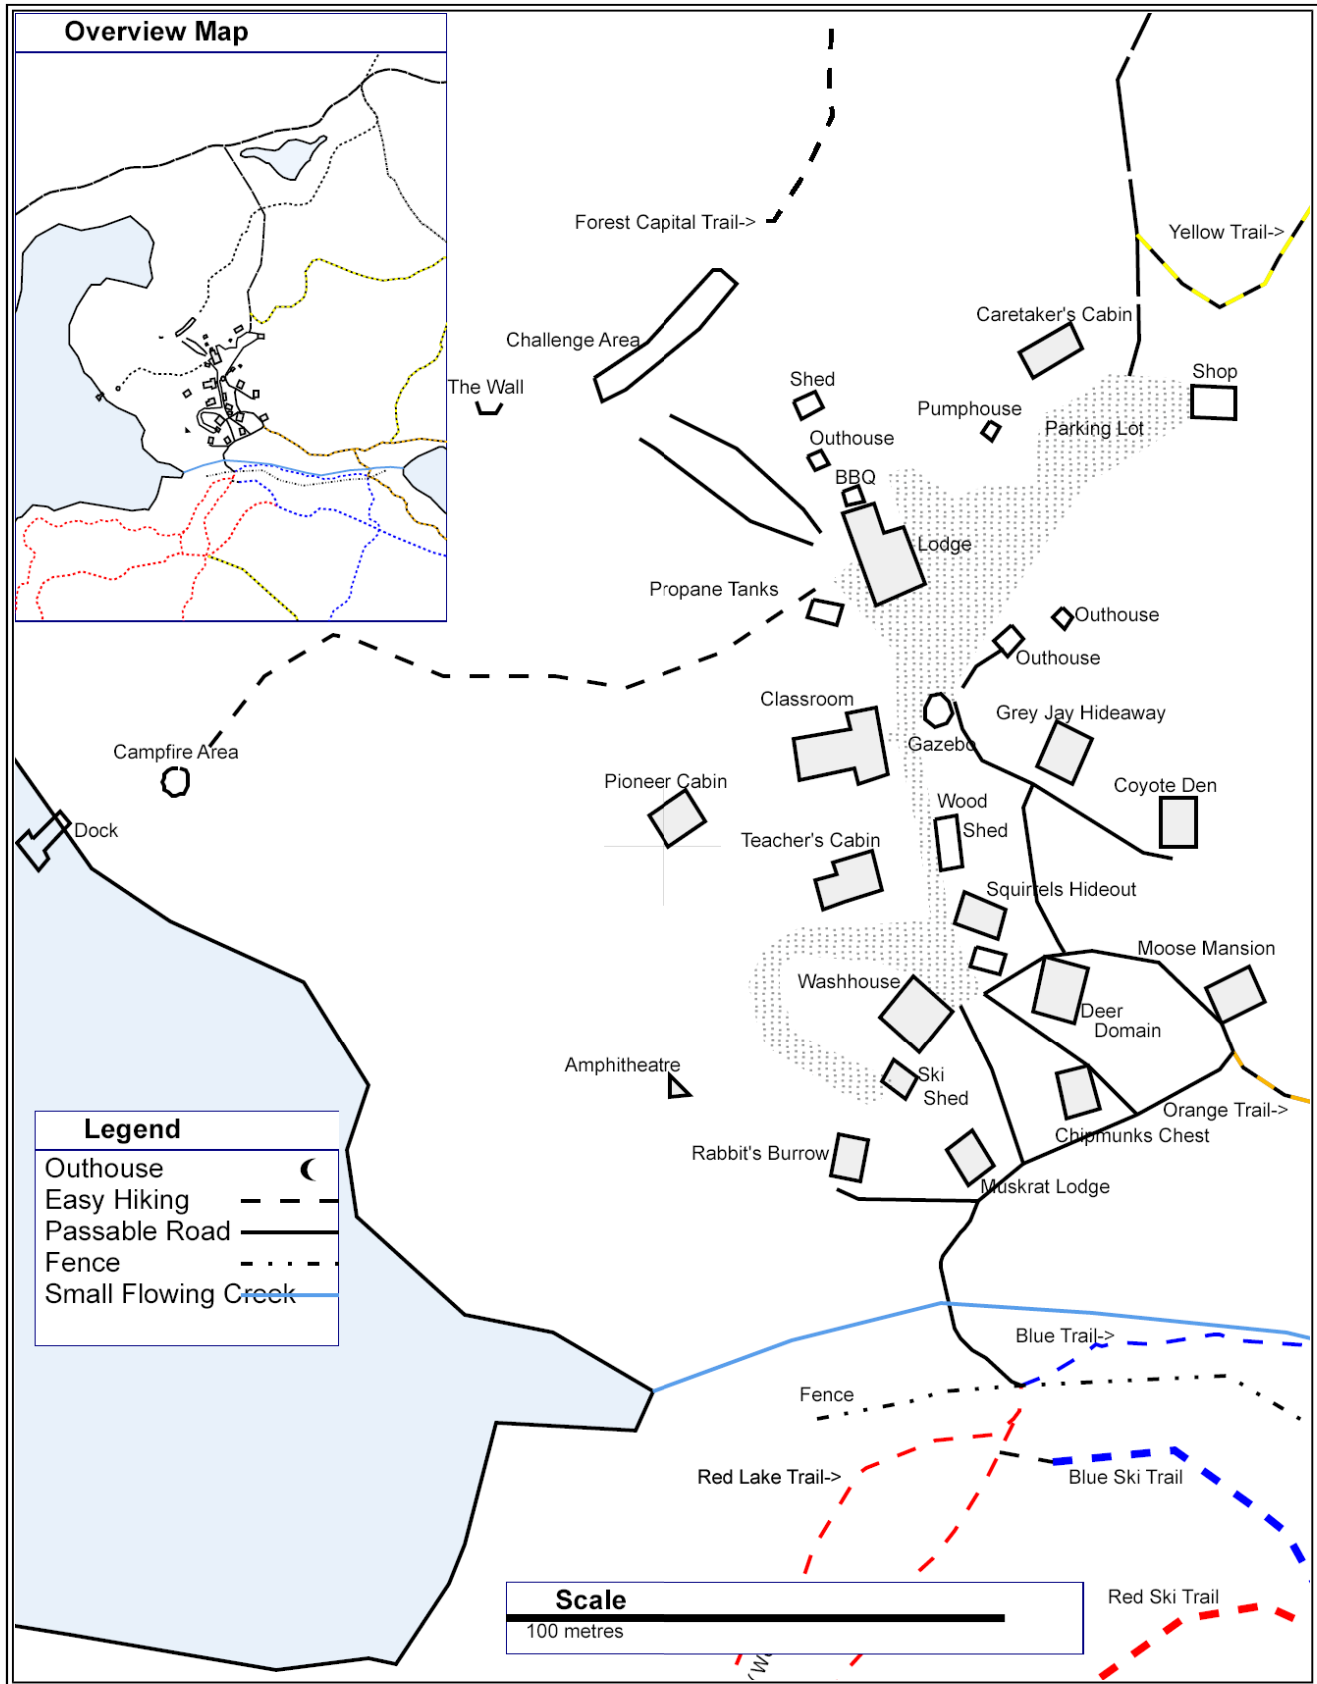 Overview Map
Forest Capital Trail->
Yellow Trail->
Caretaker's Cabin
Challenge Area
The Wall
Shed
Shop
Pumphouse
Parking Lot
Outhouse
BBQ
Lodge
Propane Tanks
Outhouse
Outhouse
Classroom
Grey Jay Hideaway
Gazebo
Campfire Area
Pioneer Cabin
Coyote Den
Wood
Shed
Dock
Teacher's Cabin
Squirrels Hideout
Moose Mansion
Washhouse
Deer
Domain
Amphitheatre
Ski
Shed
Orange Trail->
Chipmunks Chest
Rabbit's Burrow
Muskrat Lodge
Legend
Outhouse
Easy Hiking
Passable Road
Fence
Small Flowing Creek
Blue Trail->
Fence
Red Lake Trail->
Blue Ski Trail
Red Ski Trail
Scale
100 metres